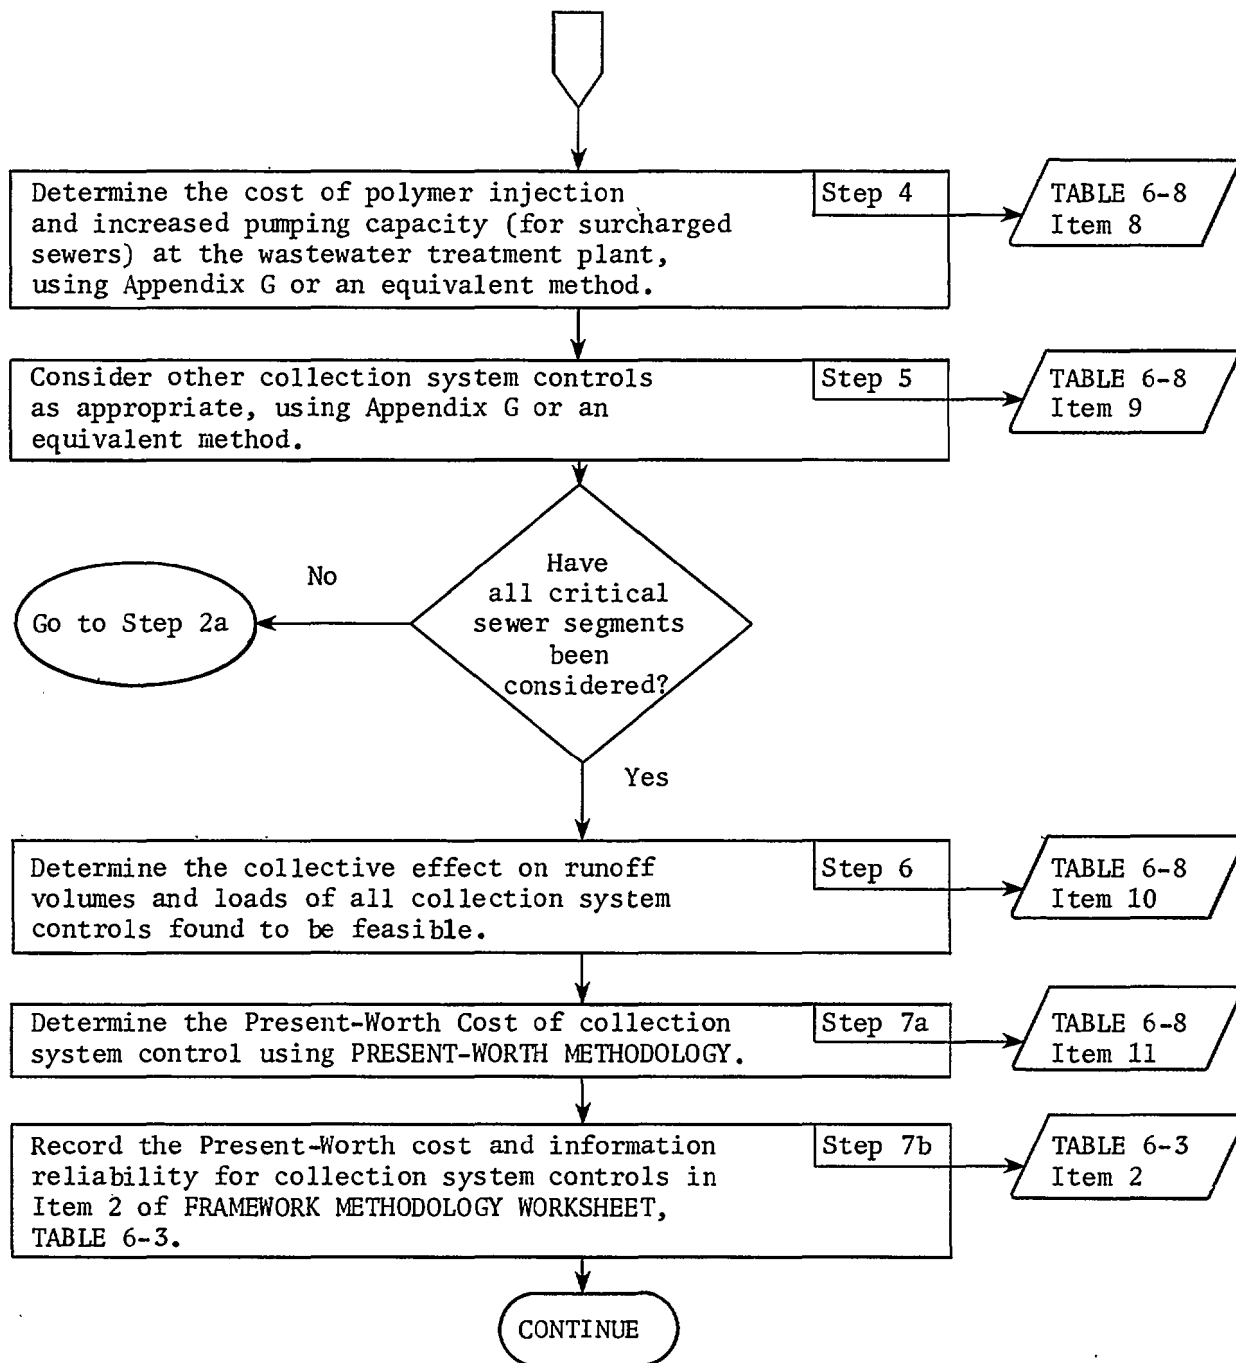 Determine the cost of polymer injection
and increased pumping capacity (for surcharged
sewers) at the wastewater treatment plant,
using Appendix G or an equivalent method.
Step 4
TABLE 6-8
Item 8
Consider other collection system controls
as appropriate, using Appendix G or an
equivalent method.
Step 5
TABLE 6-8
Item 9
Have
all critical
sewer segments
been
considered?
No
Go to Step 2a
Yes
Determine the collective effect on runoff
volumes and loads of all collection system
controls found to be feasible.
Step 6
TABLE 6-8
Item 10
Determine the Present-Worth Cost of collection
system control using PRESENT-WORTH METHODOLOGY.
Step 7a
TABLE 6-8
Item 11
Record the Present-Worth cost and information
reliability for collection system controls in
Item 2 of FRAMEWORK METHODOLOGY WORKSHEET,
TABLE 6-3.
Step 7b
TABLE 6-3
Item 2
CONTINUE